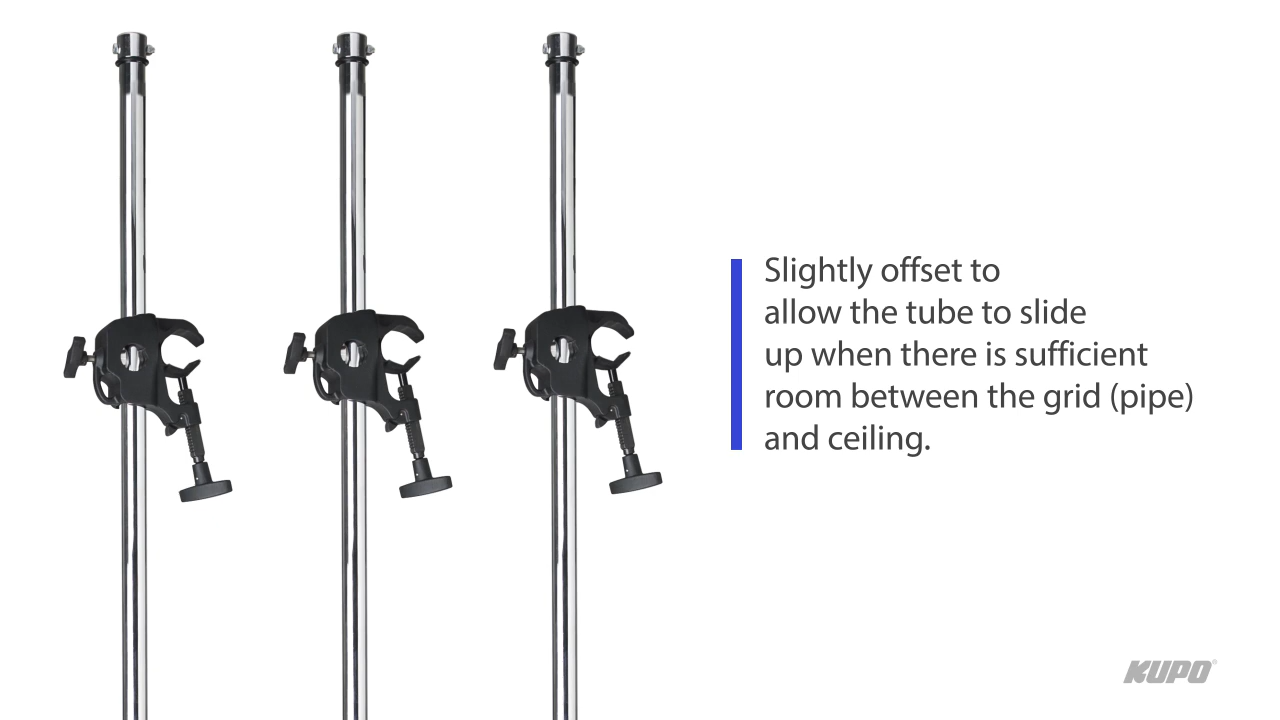 Slightly offset to
allow the tube to slide
up when there is sufficient
room between the grid (pipe)
and ceiling.
KUPO®